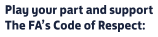 Play your part and support
The FA's Code of Respect: